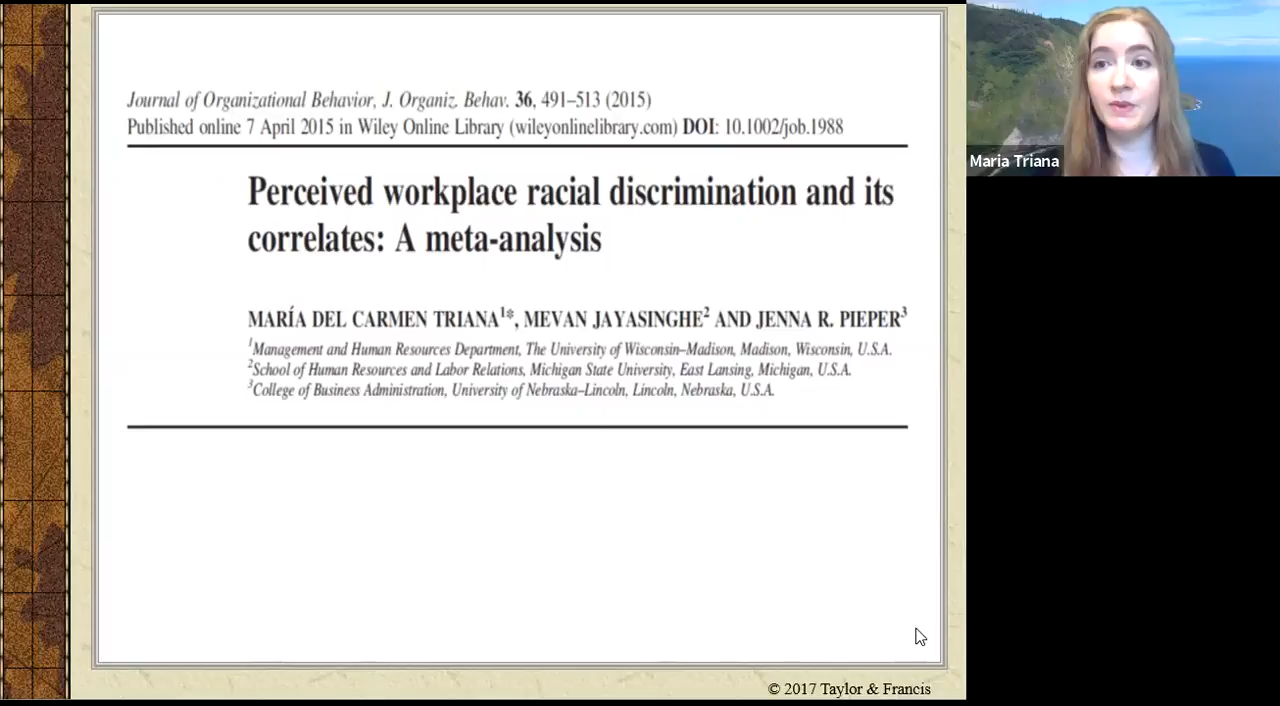 Journal of Organizational Behavior, J. Organiz. Behav. 36, 491–513 (2015)
Published online 7 April 2015 in Wiley Online Library (wileyonlinelibrary.com) DOI: 10.1002/job.1988
Perceived workplace racial discrimination and its
correlates: A meta-analysis
MARÍA DEL CARMEN TRIANA1*, MEVAN JAYASINGHE2 AND JENNA R. PIEPER3
1Management and Human Resources Department, The University of Wisconsin–Madison, Madison, Wisconsin, U.S.A.
2School of Human Resources and Labor Relations, Michigan State University, East Lansing, Michigan, U.S.A.
3College of Business Administration, University of Nebraska–Lincoln, Lincoln, Nebraska, U.S.A.
© 2017 Taylor & Francis
Maria Triana